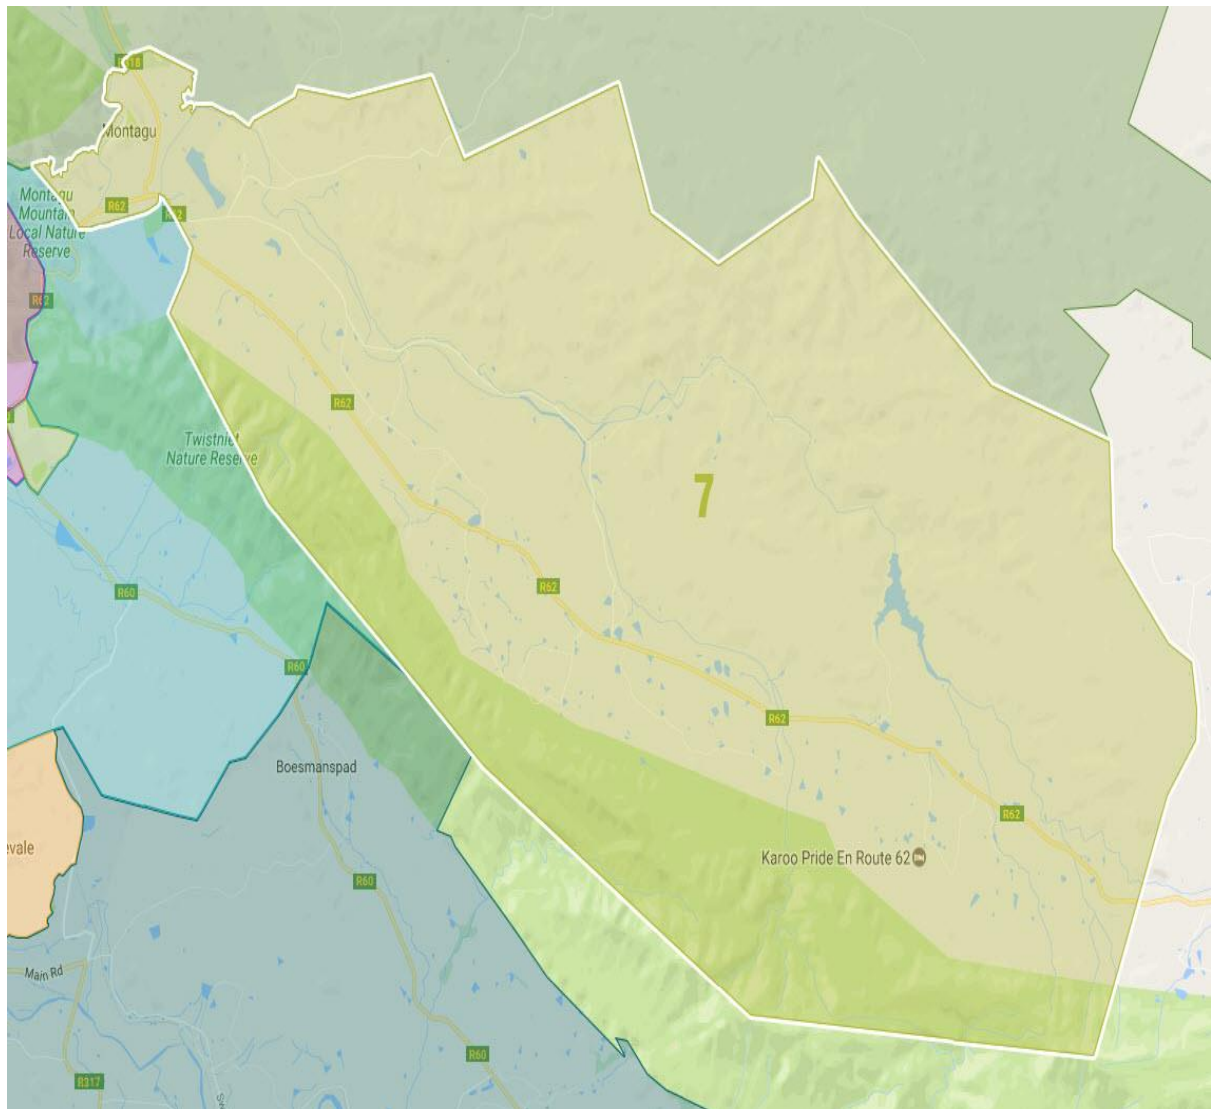 R318
Montagu
R62
R62
Montagu
Mountain
Local Nature
Reserve
R62
R62
Twistniet
Nature Reserve
7
R60
R62
R60
R62
Boesmanspad
R62
evale
Karoo Pride En Route 62
R60
Main Rd
R60
R317